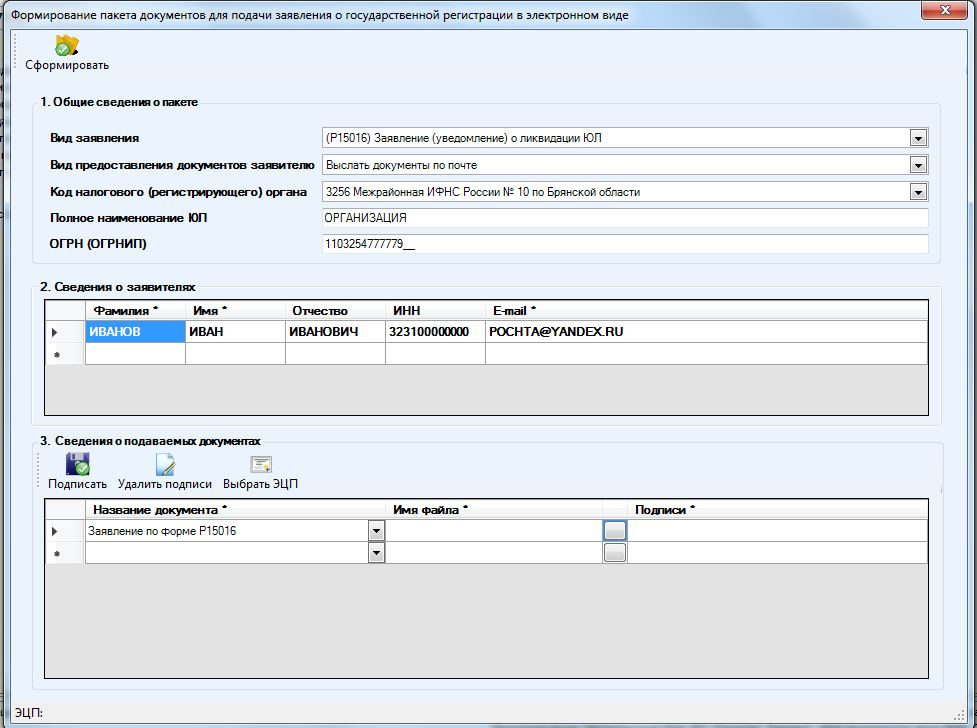 Формирование пакета документов для подачи заявления о государственной регистрации в электронном виде
Сформировать
1. Общие сведения о пакете
Вид заявления (Р15016) Заявление (уведомление) о ликвидации ЮЛ
Вид предоставления документов заявителю Выслать документы по почте
Код налогового (регистрирующего) органа 3256 Межрайонная ИФНС России № 10 по Брянской области
Полное наименование ЮЛ ОРГАНИЗАЦИЯ
ОГРН (ОГРНИП) 1103254777779__
2. Сведения о заявителях
Фамилия * Имя * Отчество ИНН E-mail *
ИВАНОВ ИВАН ИВАНОВИЧ 323100000000 POCHTA@YANDEX.RU
3. Сведения о подаваемых документах
Подписать Удалить подписи Выбрать ЭЦП
Название документа * Имя файла * Подписи *
Заявление по форме Р15016
ЭЦП: